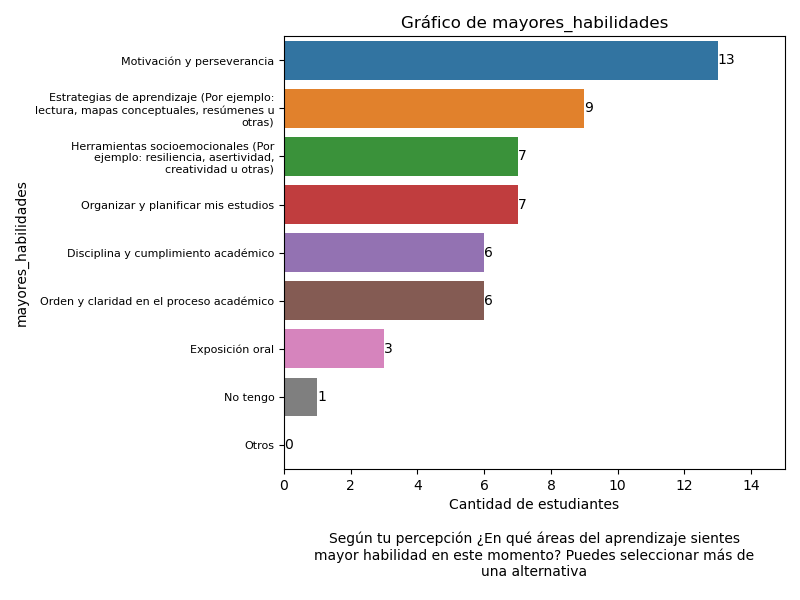 Gráfico de mayores_habilidades
mayores_habilidades
Motivación y perseverancia
13
Estrategias de aprendizaje (Por ejemplo:
lectura, mapas conceptuales, resúmenes u
otras)
9
Herramientas socioemocionales (Por
ejemplo: resiliencia, asertividad,
creatividad u otras)
7
Organizar y planificar mis estudios
7
Disciplina y cumplimiento académico
6
Orden y claridad en el proceso académico
6
Exposición oral
3
No tengo
1
Otros
0
0 2 4 6 8 10 12 14
Cantidad de estudiantes
Según tu percepción ¿En qué áreas del aprendizaje sientes
mayor habilidad en este momento? Puedes seleccionar más de
una alternativa